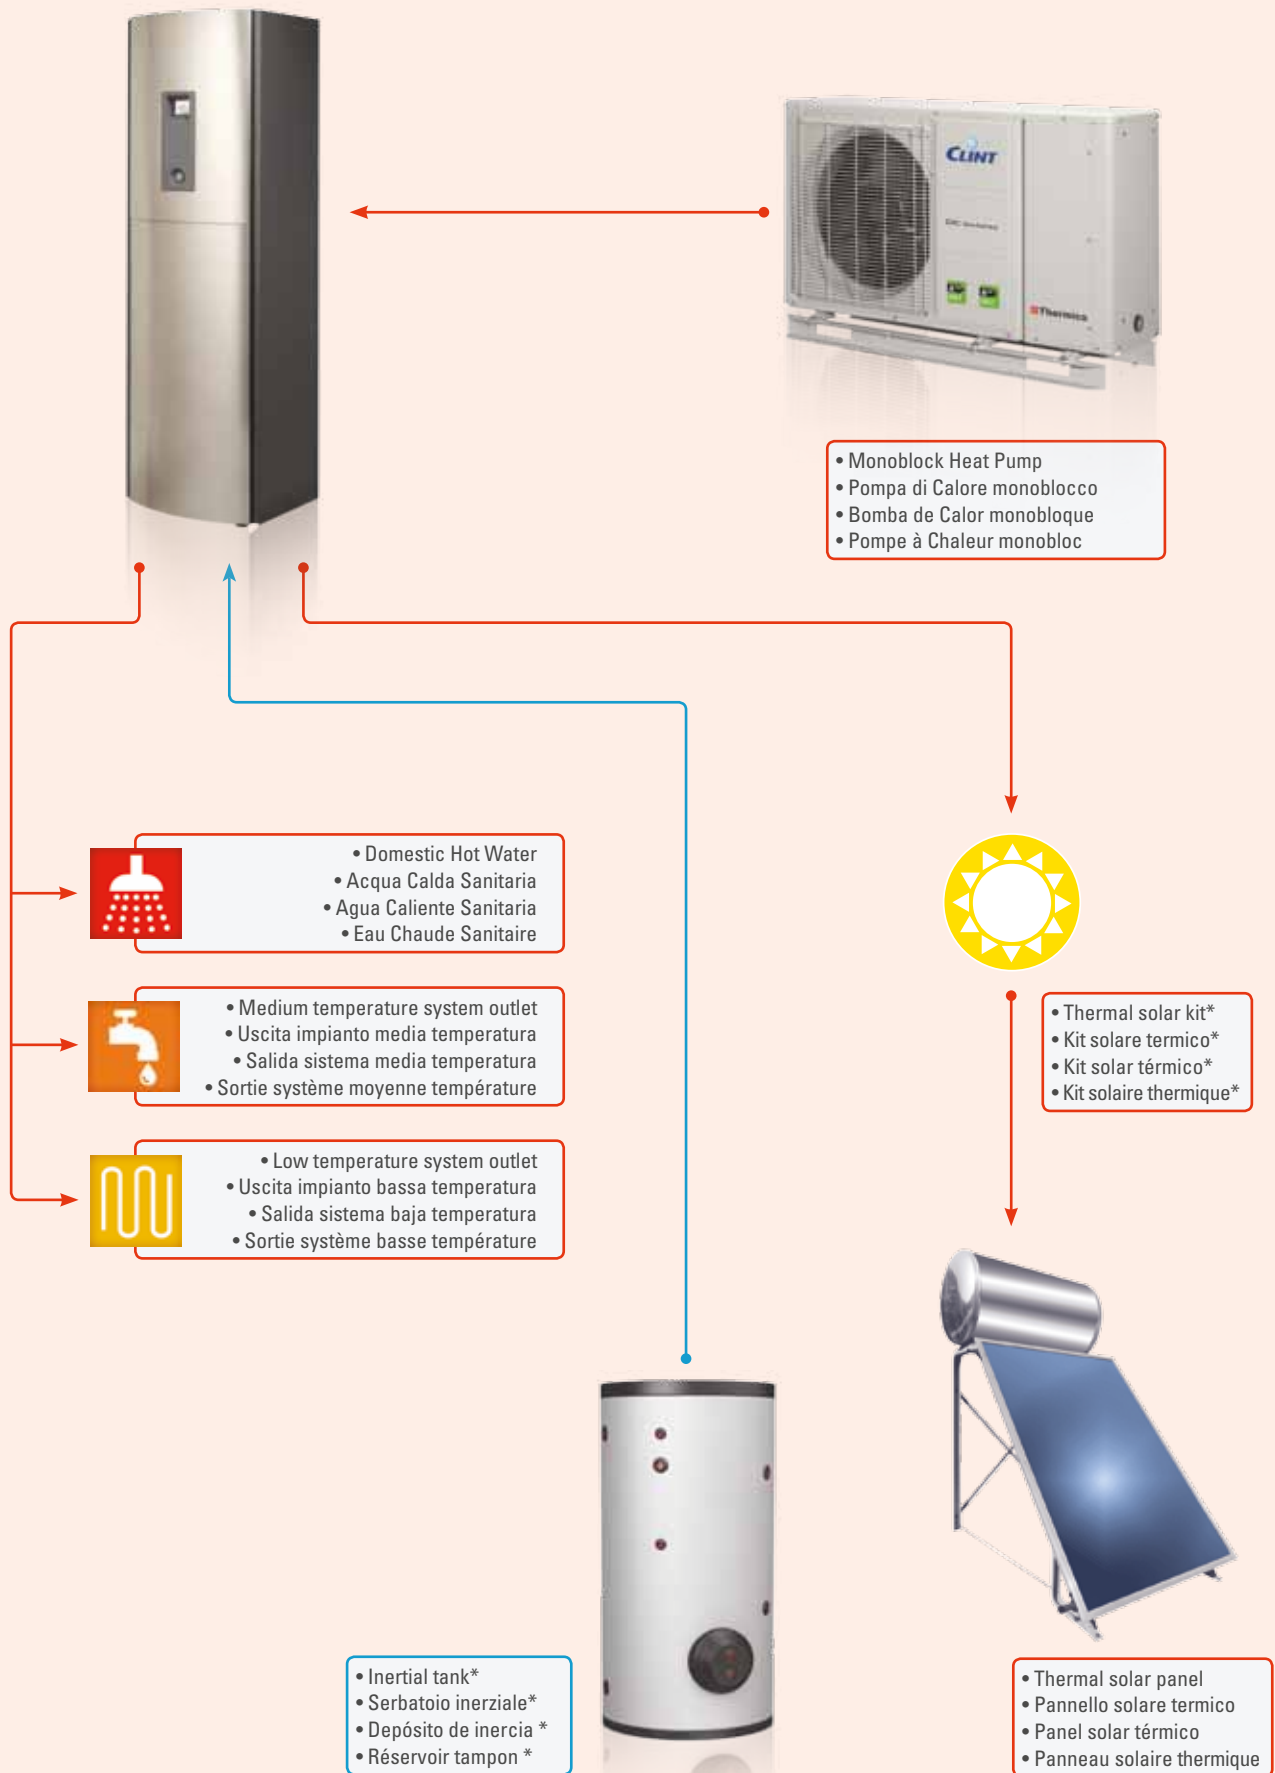 CLINT
Thermica
• Monoblock Heat Pump
• Pompa di Calore monoblocco
• Bomba de Calor monobloque
• Pompe à Chaleur monobloc
• Domestic Hot Water
• Acqua Calda Sanitaria
• Agua Caliente Sanitaria
• Eau Chaude Sanitaire
• Medium temperature system outlet
• Uscita impianto media temperatura
• Salida sistema media temperatura
• Sortie système moyenne température
• Low temperature system outlet
• Uscita impianto bassa temperatura
• Salida sistema baja temperatura
• Sortie système basse température
• Thermal solar kit*
• Kit solare termico*
• Kit solar térmico*
• Kit solaire thermique*
• Inertial tank*
• Serbatoio inerziale*
• Depósito de inercia *
• Réservoir tampon *
• Thermal solar panel
• Pannello solare termico
• Panel solar térmico
• Panneau solaire thermique